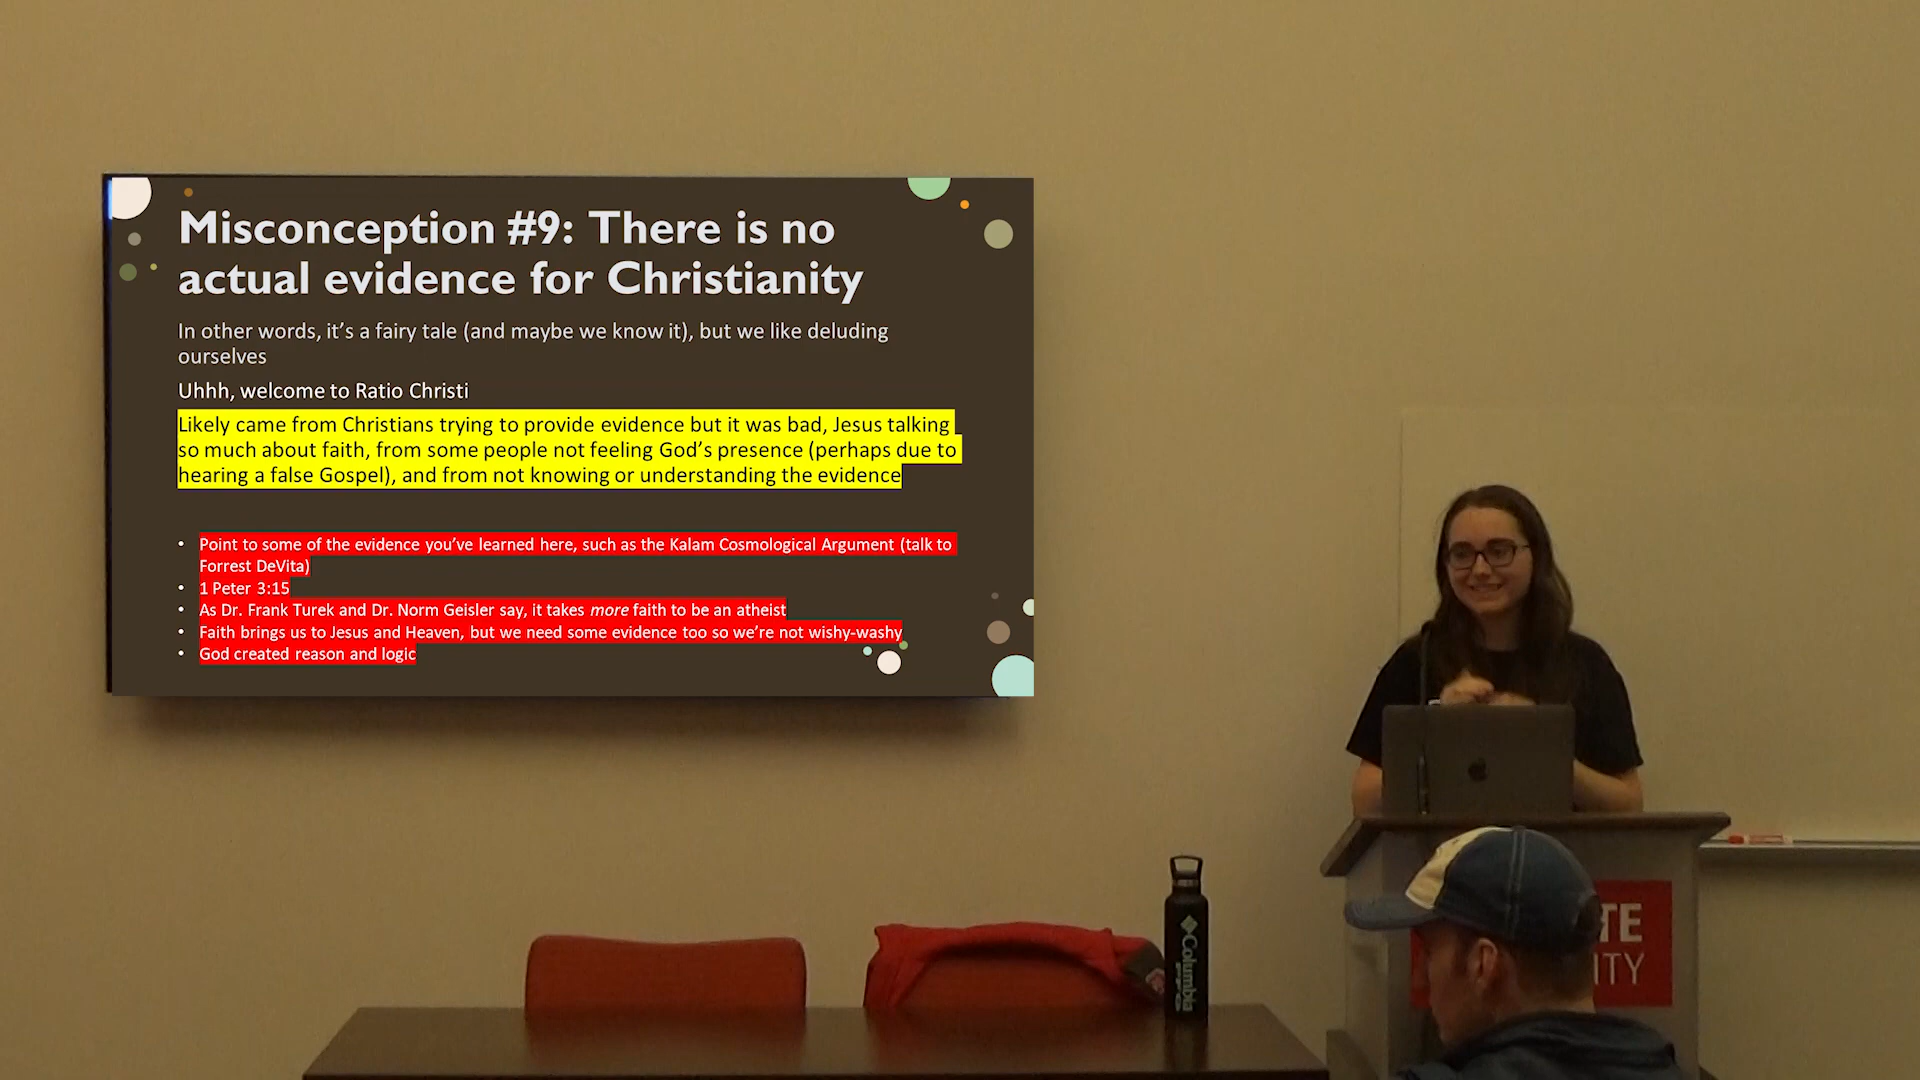 Misconception #9: There is no
actual evidence for Christianity
In other words, it’s a fairy tale (and maybe we know it), but we like deluding
ourselves
Uhhh, welcome to Ratio Christi
Likely came from Christians trying to provide evidence but it was bad, Jesus talking
so much about faith, from some people not feeling God’s presence (perhaps due to
hearing a false Gospel), and from not knowing or understanding the evidence
• Point to some of the evidence you’ve learned here, such as the Kalam Cosmological Argument (talk to
Forrest DeVita)
• 1 Peter 3:15
• As Dr. Frank Turek and Dr. Norm Geisler say, it takes more faith to be an atheist
• Faith brings us to Jesus and Heaven, but we need some evidence too so we’re not wishy-washy
• God created reason and logic
Columbia
TE
ITY